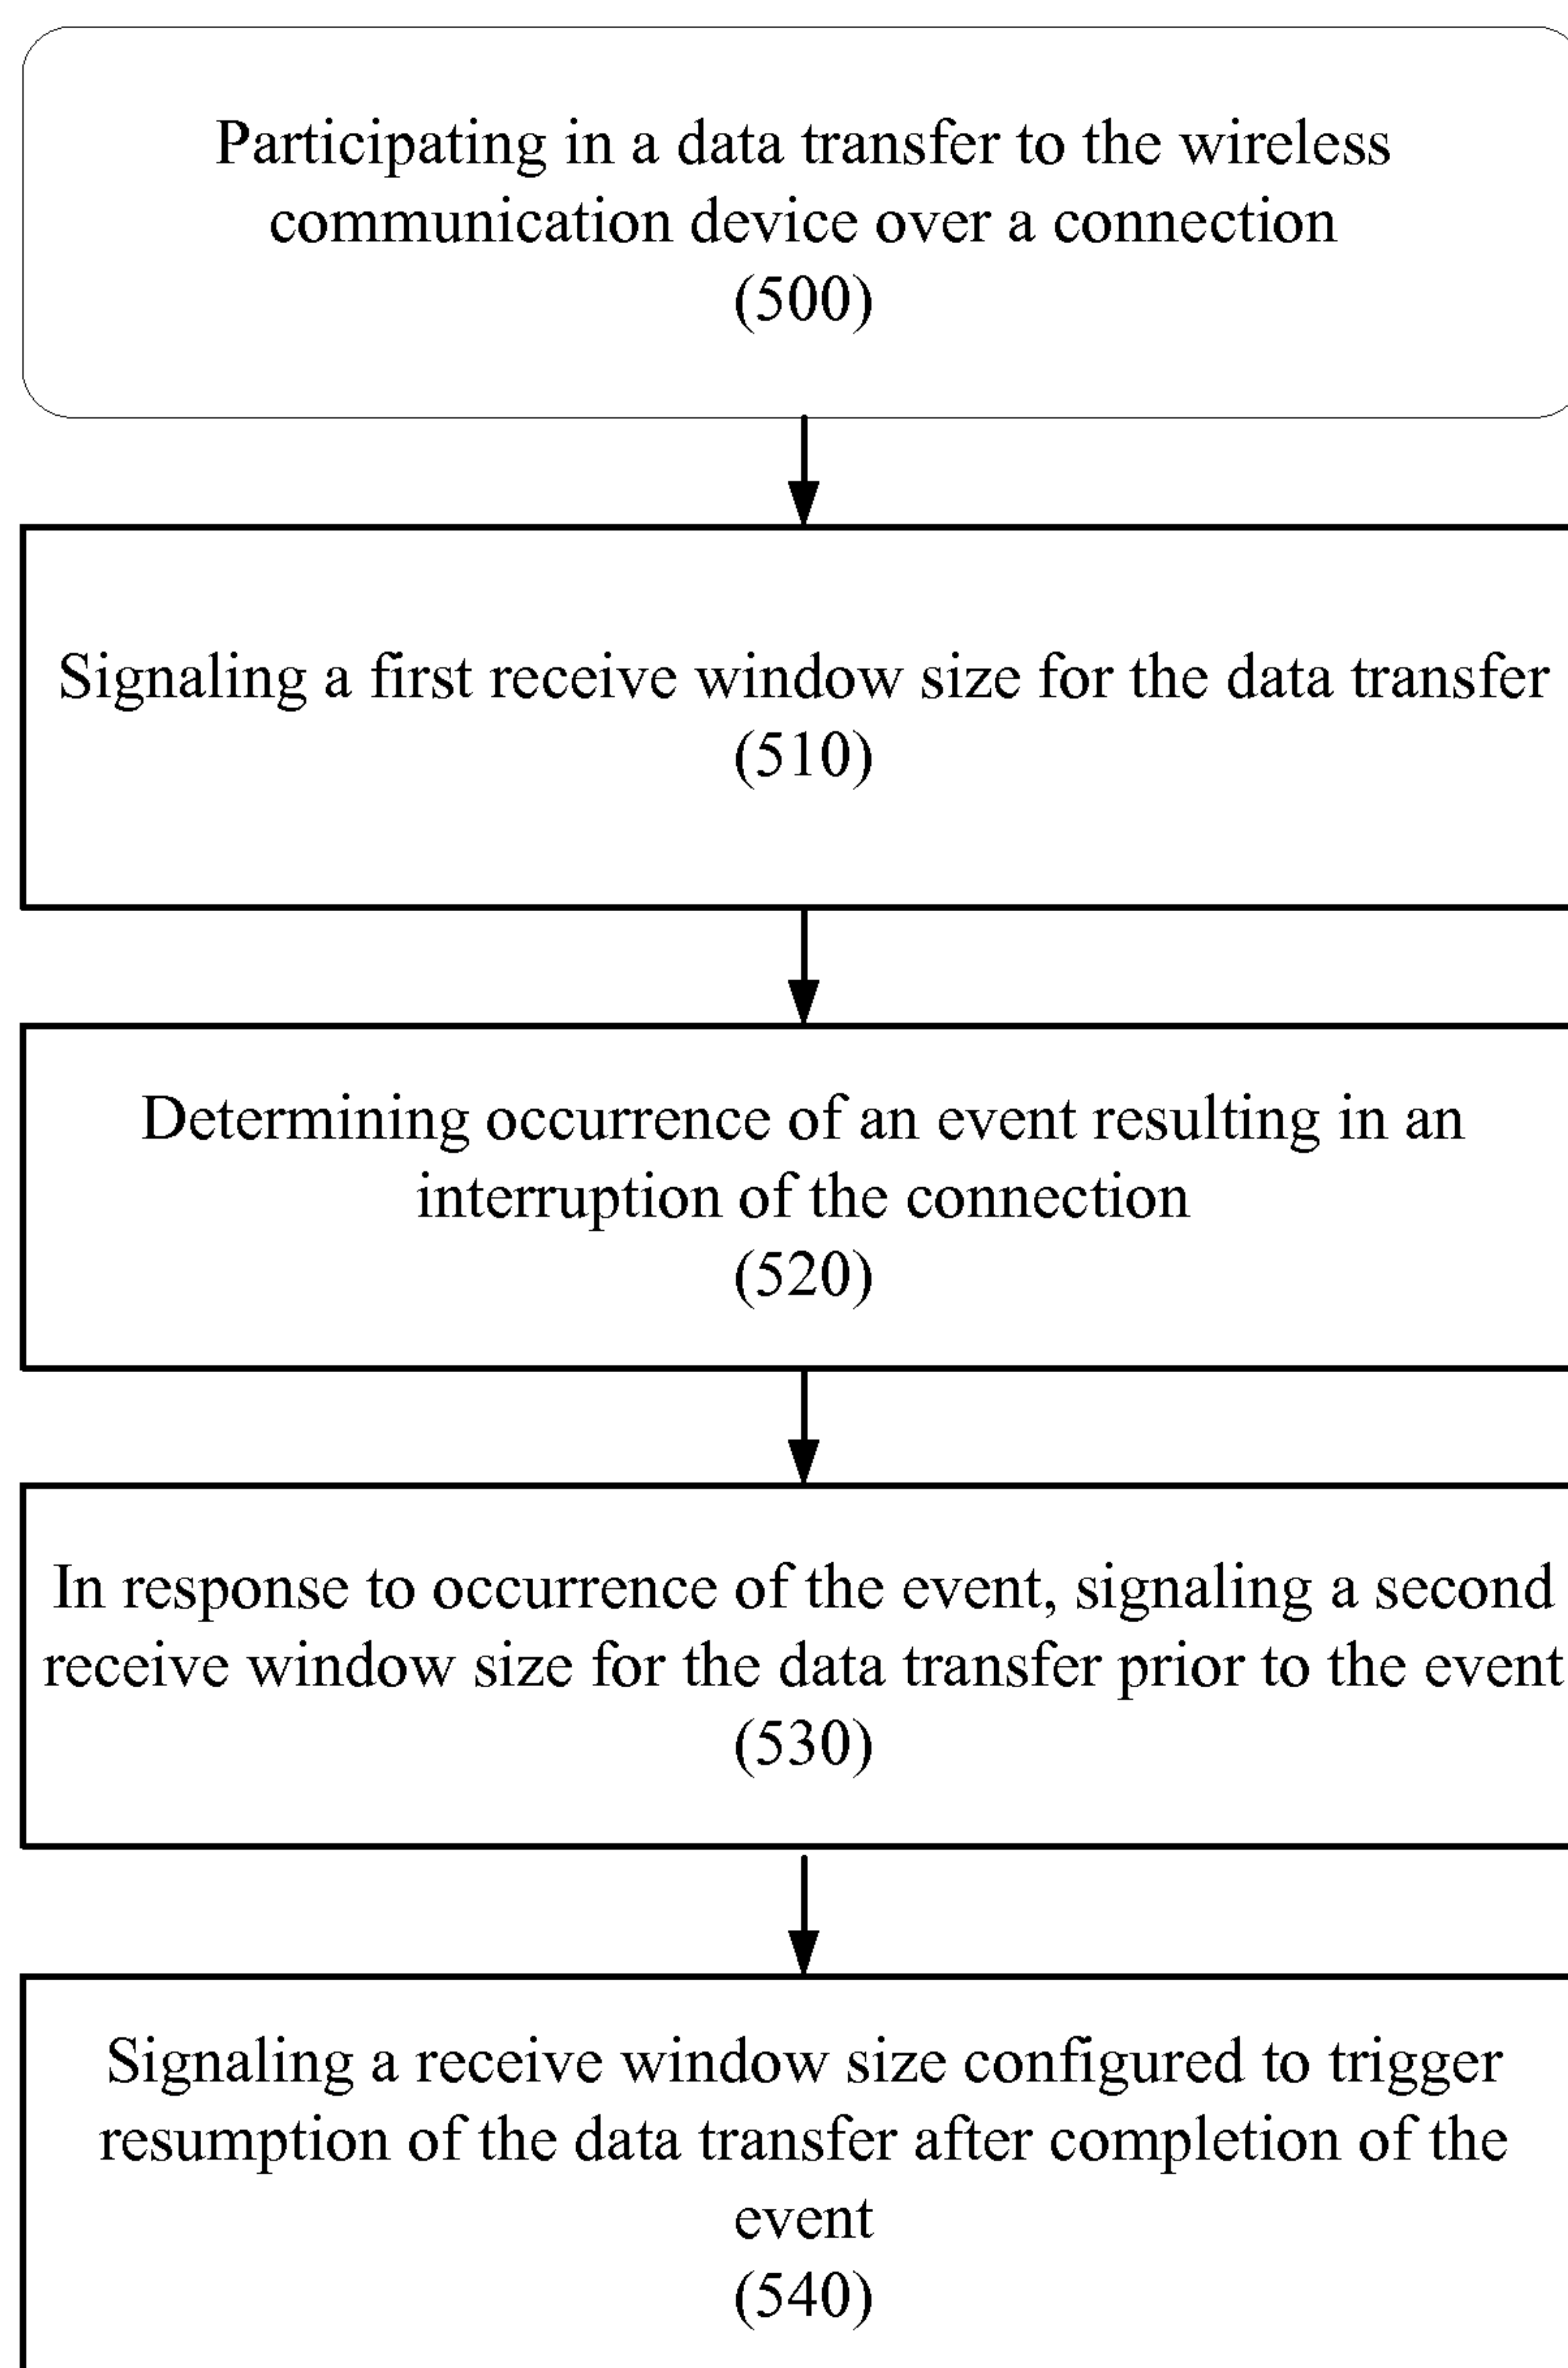 Participating in a data transfer to the wireless
communication device over a connection
(500)
Signaling a first receive window size for the data transfer
(510)
Determining occurrence of an event resulting in an
interruption of the connection
(520)
In response to occurrence of the event, signaling a second
receive window size for the data transfer prior to the event
(530)
Signaling a receive window size configured to trigger
resumption of the data transfer after completion of the
event
(540)